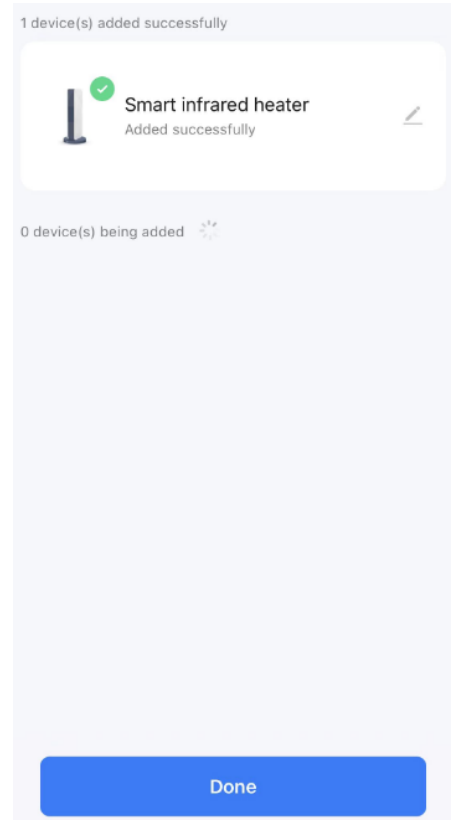 1 device(s) added successfully
Smart infrared heater
Added successfully
0 device(s) being added
Done